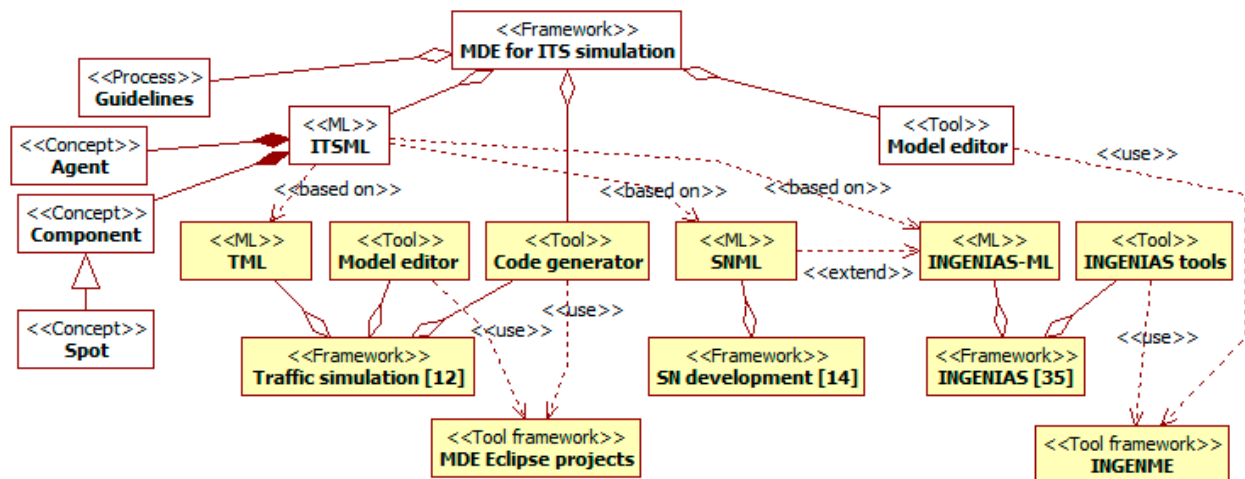 <<Framework>>
MDE for ITS simulation
<<Process>>
Guidelines
<<ML>>
ITSML
<<Tool>>
Model editor
<<Concept>>
Agent
<<use>>
<<based on>>
<<based on>>
<<based on>>
<<Concept>>
Component
<<ML>>
TML
<<Tool>>
Model editor
<<Tool>>
Code generator
<<ML>>
SNML
<<extend>>
<<ML>>
INGENIAS-ML
<<Tool>>
INGENIAS tools
<<use>>
<<use>>
<<use>>
<<Concept>>
Spot
<<Framework>>
Traffic simulation [12]
<<Framework>>
SN development [14]
<<Framework>>
INGENIAS [35]
<<Tool framework>>
MDE Eclipse projects
<<Tool framework>>
INGENME